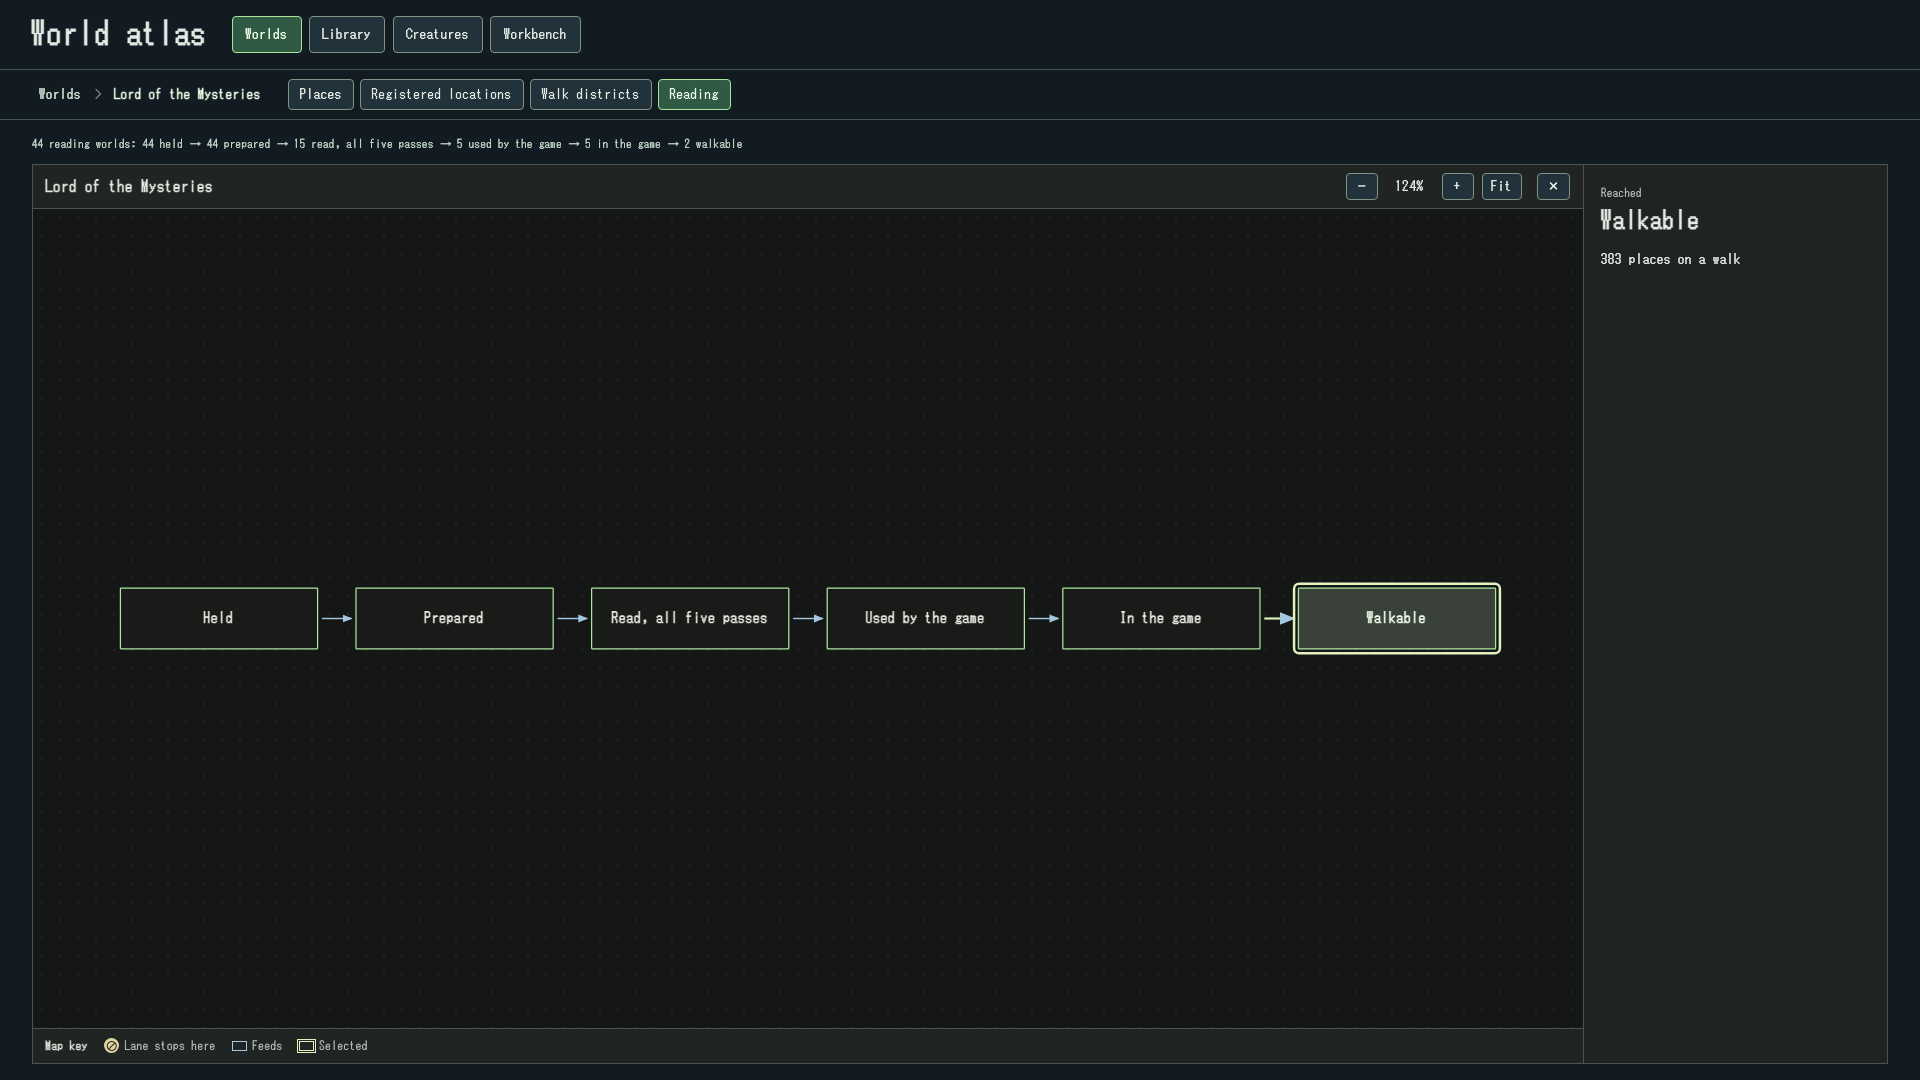 World atlas
Worlds
Library
Creatures
Workbench
Worlds > Lord of the Mysteries
Places
Registered locations
Walk districts
Reading
44 reading worlds: 44 held → 44 prepared → 15 read, all five passes → 5 used by the game → 5 in the game → 2 walkable
Lord of the Mysteries
−
124%
+
Fit
×
Reached
Walkable
383 places on a walk
Held
Prepared
Read, all five passes
Used by the game
In the game
Walkable
Map key
Lane stops here
Feeds
Selected